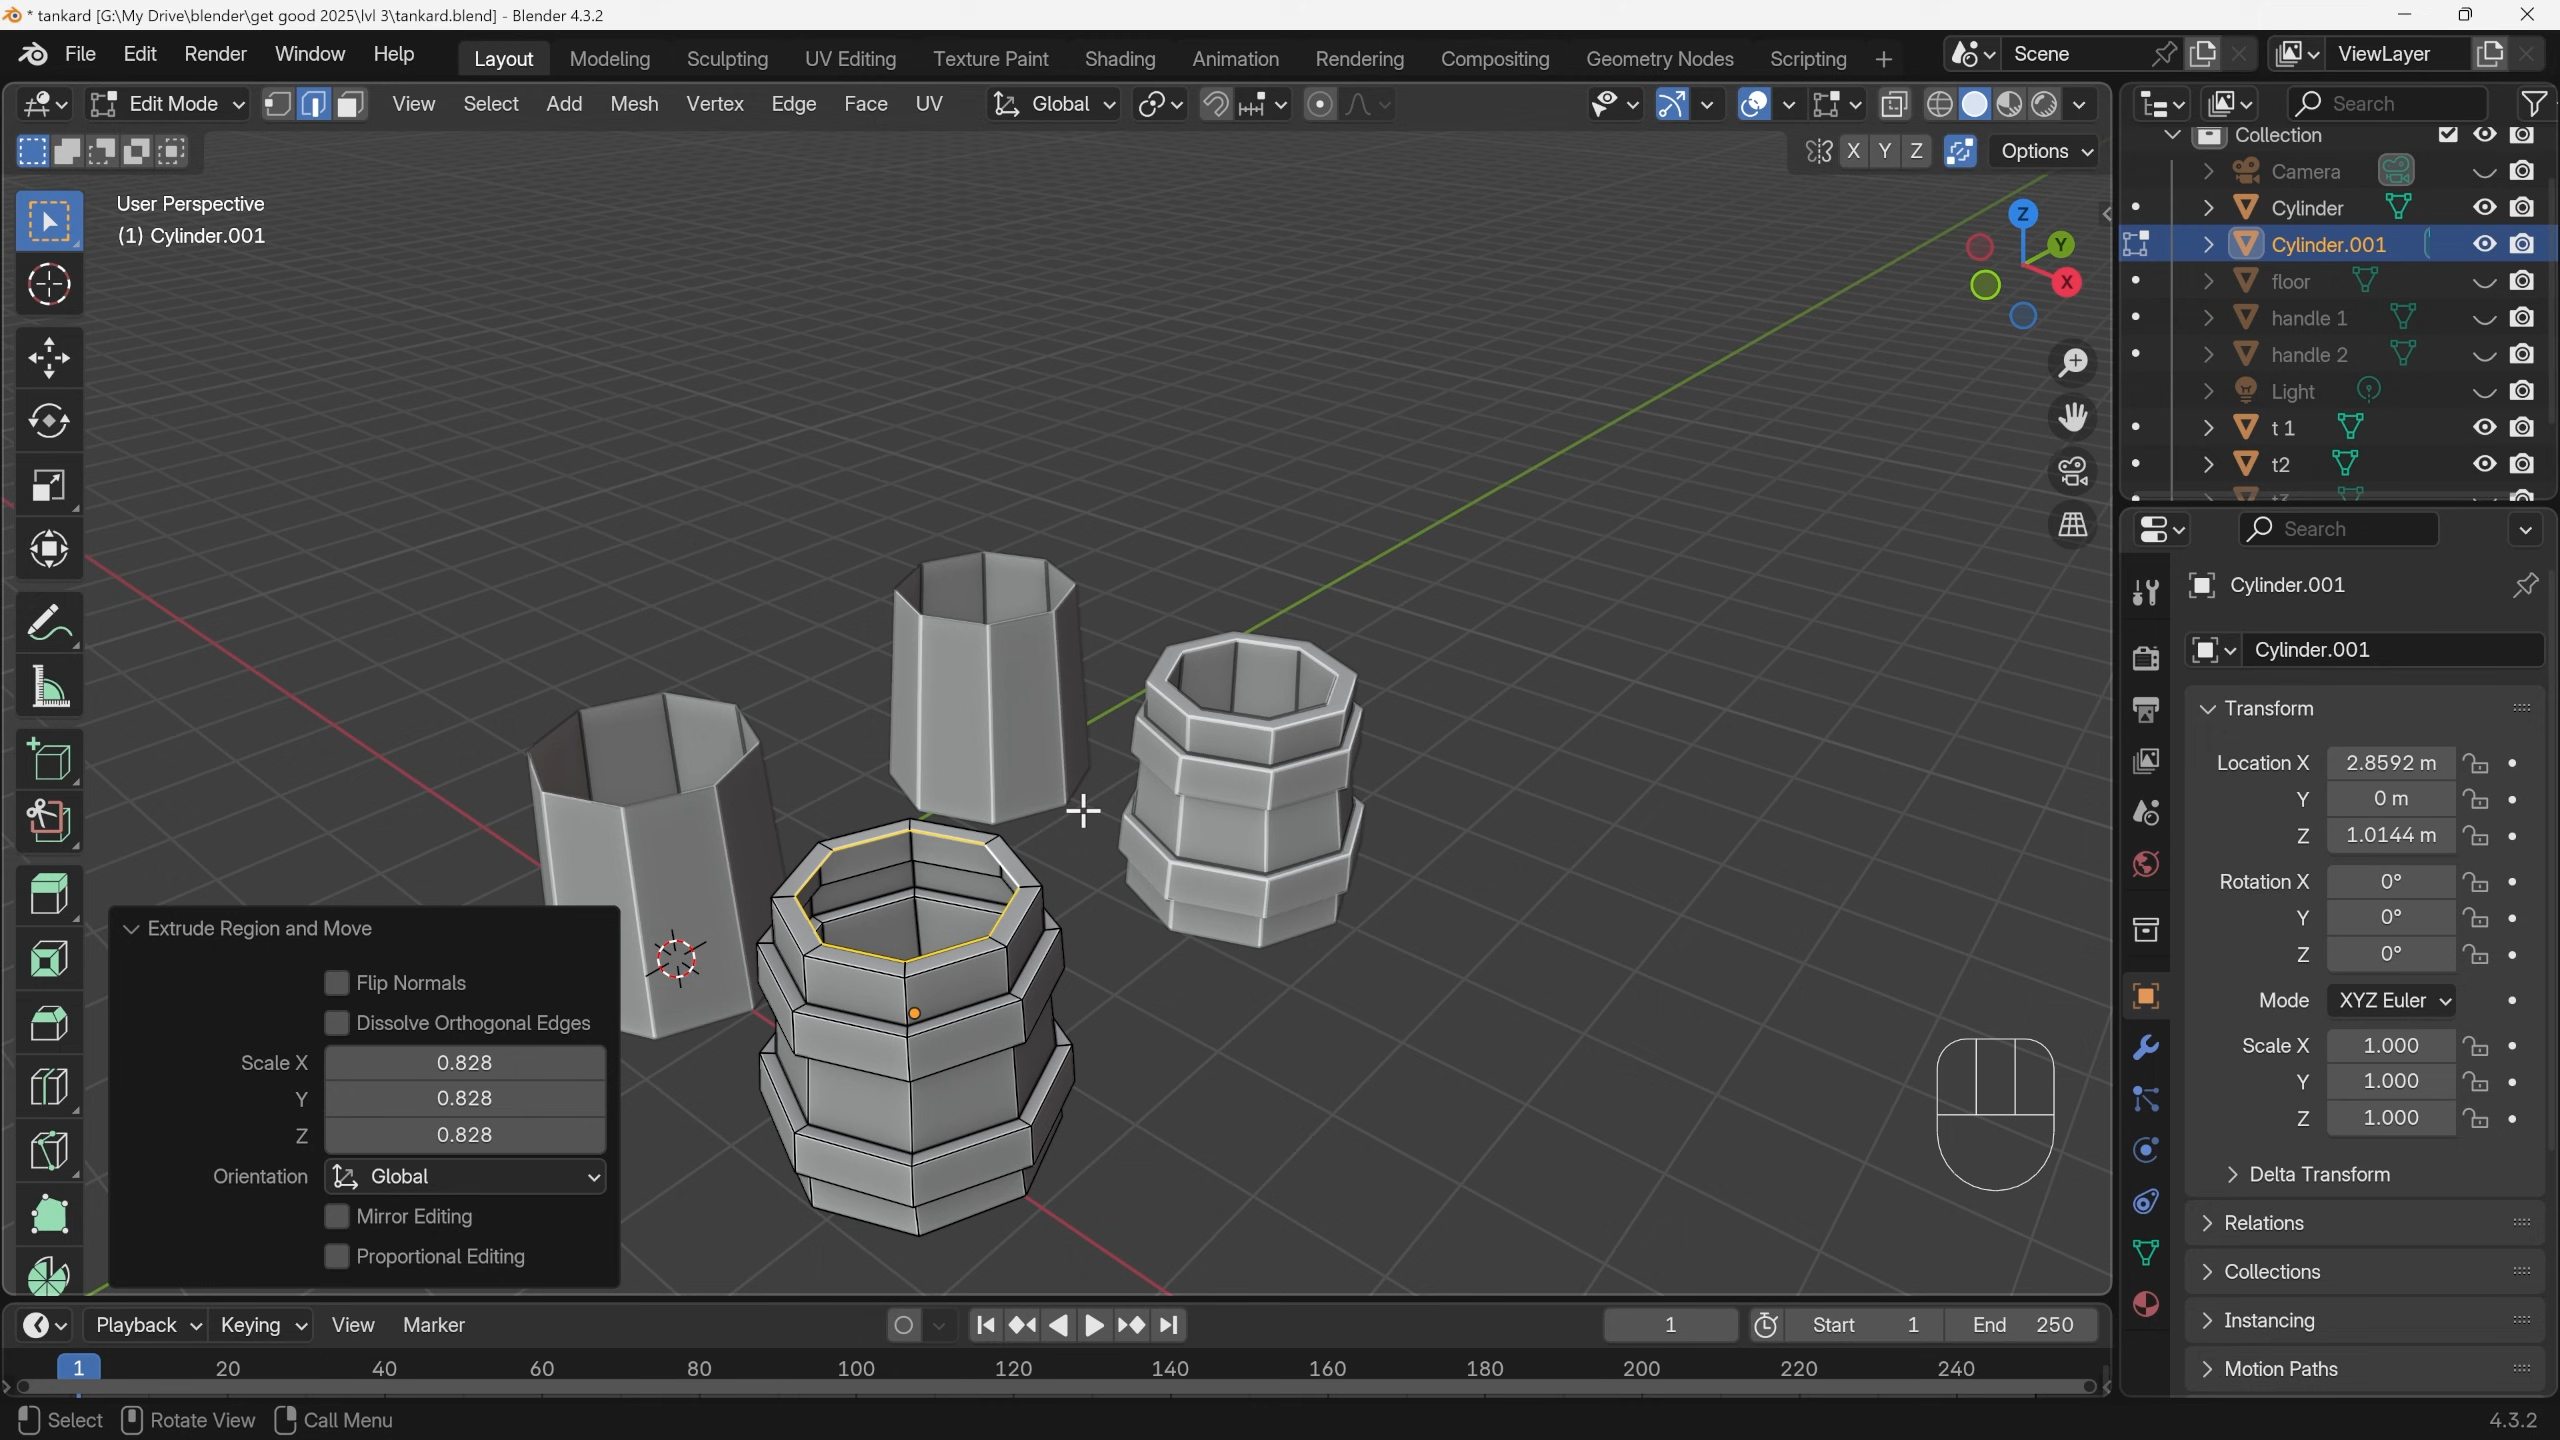 * tankard [G:\My Drive\blender\get good 2025\lvl 3\tankard.blend] - Blender 4.3.2
File Edit Render Window Help Layout Modeling Sculpting UV Editing Texture Paint Shading Animation Rendering Compositing Geometry Nodes Scripting + Scene ViewLayer
Edit Mode View Select Add Mesh Vertex Edge Face UV Global Search
X Y Z Options
User Perspective
(1) Cylinder.001
Z
Y
X
Collection
Camera
Cylinder
Cylinder.001
floor
handle 1
handle 2
Light
t 1
t2
t3
Search
Cylinder.001
Cylinder.001
Transform
Location X 2.8592 m
Y 0 m
Z 1.0144 m
Rotation X 0°
Y 0°
Z 0°
Mode XYZ Euler
Scale X 1.000
Y 1.000
Z 1.000
Delta Transform
Relations
Collections
Instancing
Motion Paths
Extrude Region and Move
Flip Normals
Dissolve Orthogonal Edges
Scale X 0.828
Y 0.828
Z 0.828
Orientation Global
Mirror Editing
Proportional Editing
Playback Keying View Marker 1 Start 1 End 250
1 20 40 60 80 100 120 140 160 180 200 220 240
Select Rotate View Call Menu 4.3.2